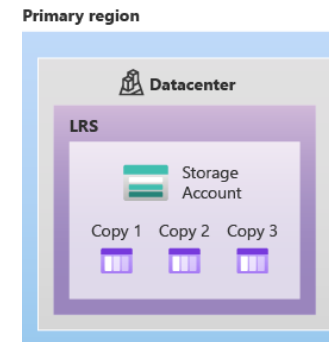 Primary region
Datacenter
LRS
Storage
Account
Copy 1 Copy 2 Copy 3